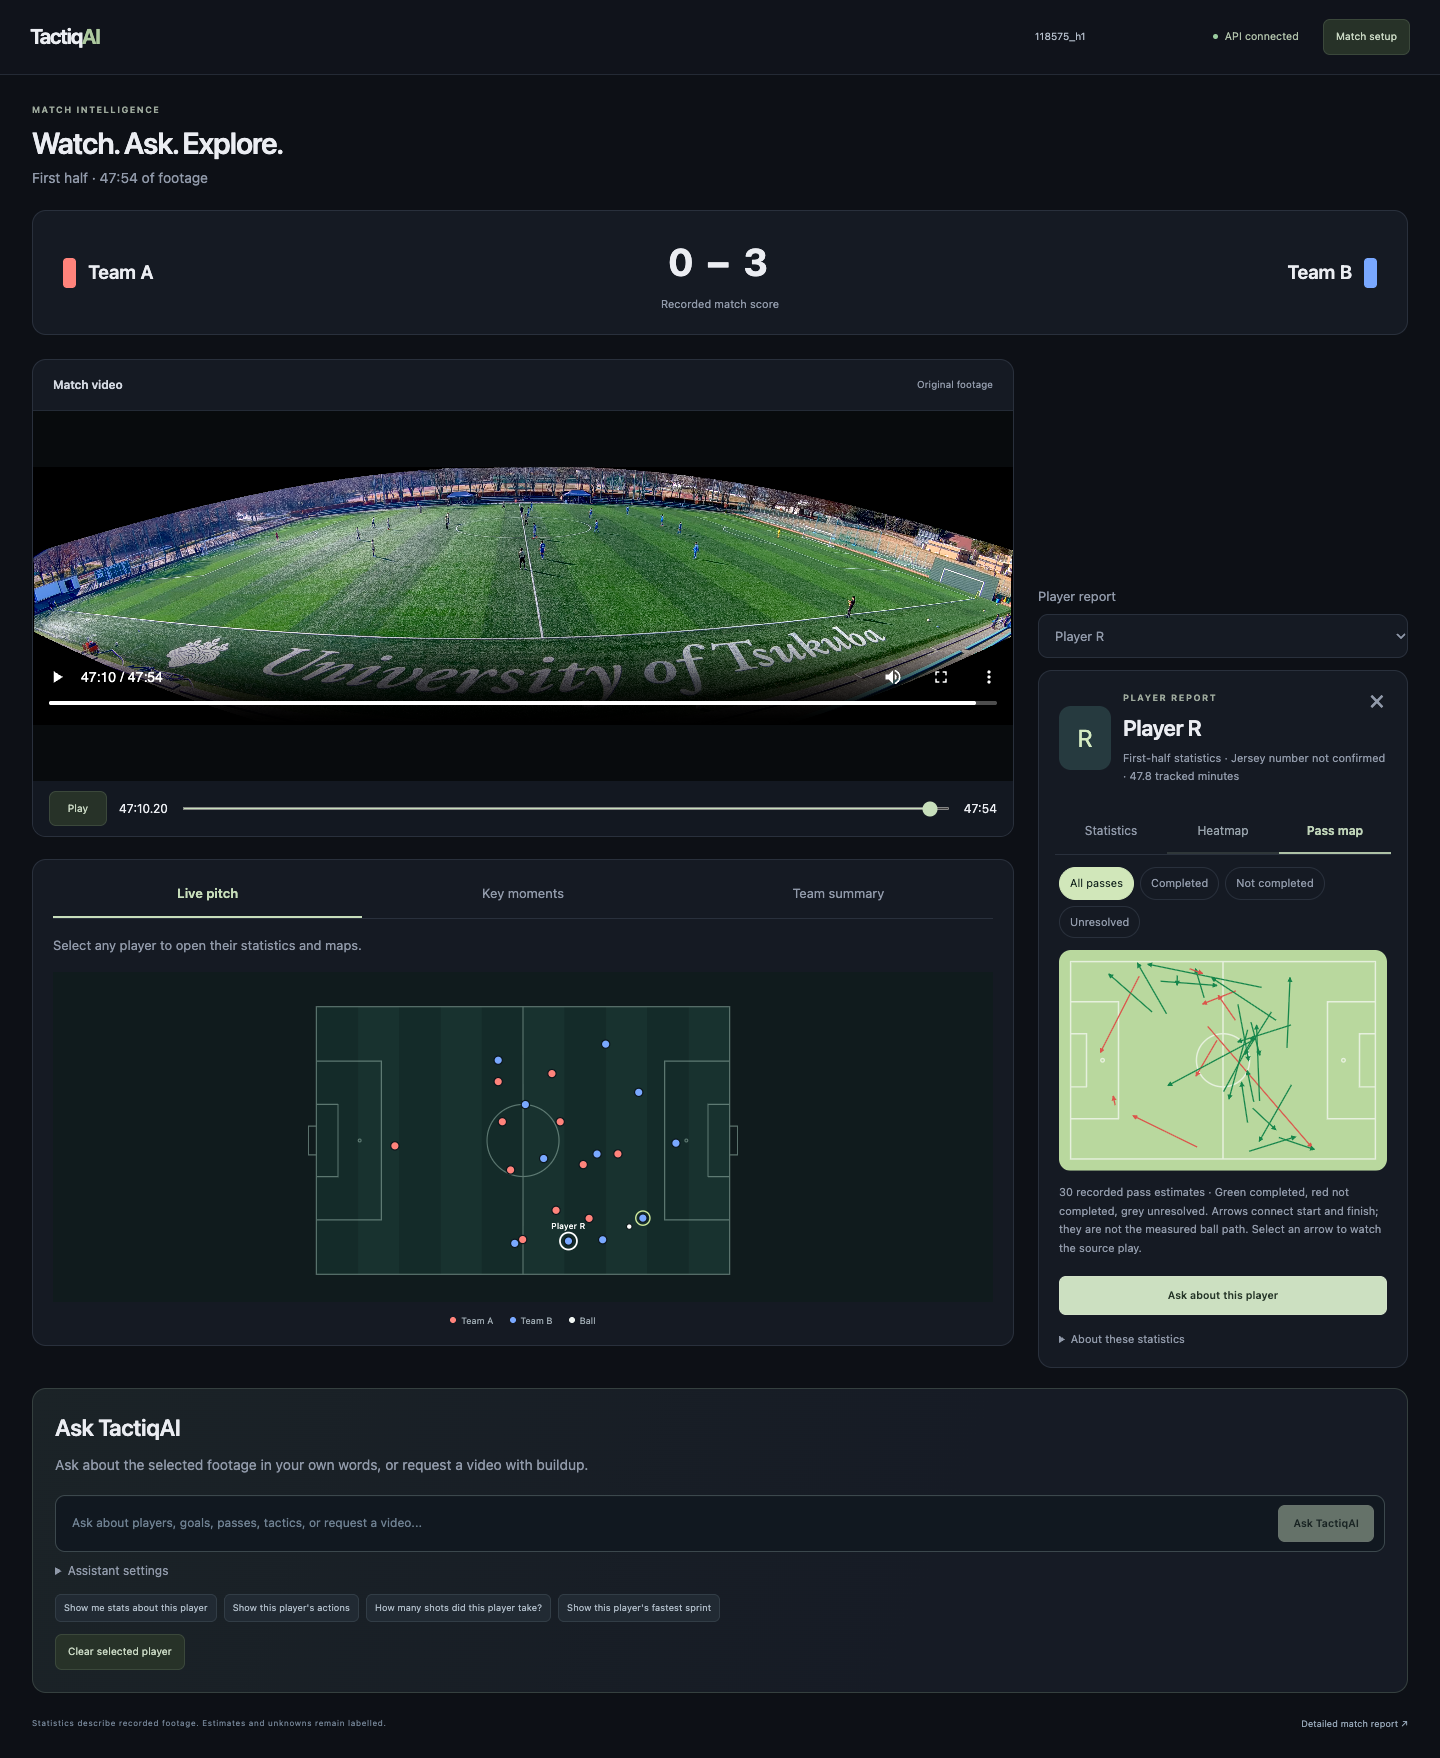 TactiqAI
118575_h1
API connected
Match setup
MATCH INTELLIGENCE
Watch. Ask. Explore.
First half · 47:54 of footage
Team A
0 – 3
Recorded match score
Team B
Match video
Original footage
University of Tsukuba
47:10 / 47:54
Play
47:10.20
47:54
Live pitch
Key moments
Team summary
Select any player to open their statistics and maps.
Player R
Team A
Team B
Ball
Player report
Player R
PLAYER REPORT
R
Player R
First-half statistics · Jersey number not confirmed
· 47.8 tracked minutes
Statistics
Heatmap
Pass map
All passes
Completed
Not completed
Unresolved
30 recorded pass estimates · Green completed, red not
completed, grey unresolved. Arrows connect start and finish;
they are not the measured ball path. Select an arrow to watch
the source play.
Ask about this player
About these statistics
Ask TactiqAI
Ask about the selected footage in your own words, or request a video with buildup.
Ask about players, goals, passes, tactics, or request a video...
Ask TactiqAI
Assistant settings
Show me stats about this player
Show this player's actions
How many shots did this player take?
Show this player's fastest sprint
Clear selected player
Statistics describe recorded footage. Estimates and unknowns remain labelled.
Detailed match report ↗